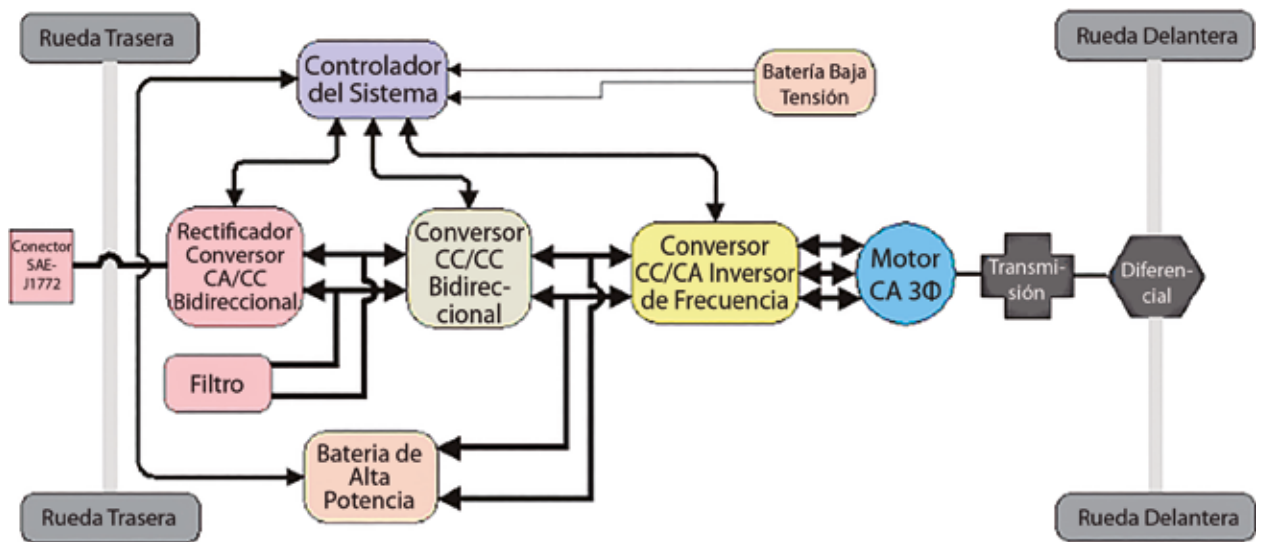 Rueda Trasera
Rueda Delantera
Controlador
del Sistema
Batería Baja
Tensión
Conector
SAE-
J1772
Rectificador
Conversor
CA/CC
Bidireccional
Conversor
CC/CC
Bidirec-
cional
Conversor
CC/CA Inversor
de Frecuencia
Motor
CA 3Φ
Transmi-
sión
Diferen-
cial
Filtro
Bateria de
Alta
Potencia
Rueda Trasera
Rueda Delantera